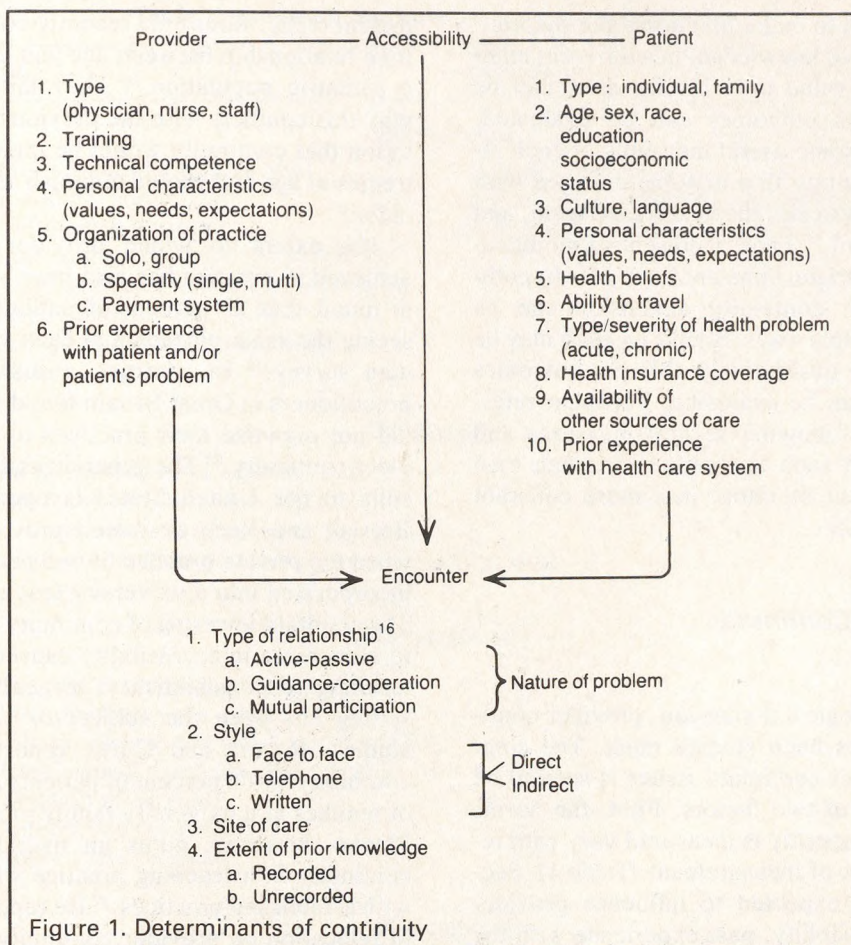 Provider Accessibility Patient
1. Type
(physician, nurse, staff)
2. Training
3. Technical competence
4. Personal characteristics
(values, needs, expectations)
5. Organization of practice
a. Solo, group
b. Specialty (single, multi)
c. Payment system
6. Prior experience
with patient and/or
patient's problem
1. Type: individual, family
2. Age, sex, race,
education
socioeconomic
status
3. Culture, language
4. Personal characteristics
(values, needs, expectations)
5. Health beliefs
6. Ability to travel
7. Type/severity of health problem
(acute, chronic)
8. Health insurance coverage
9. Availability of
other sources of care
10. Prior experience
with health care system
Encounter
1. Type of relationship16
a. Active-passive
b. Guidance-cooperation
c. Mutual participation
Nature of problem
2. Style
a. Face to face
b. Telephone
c. Written
Direct
Indirect
3. Site of care
4. Extent of prior knowledge
a. Recorded
b. Unrecorded
Figure 1. Determinants of continuity